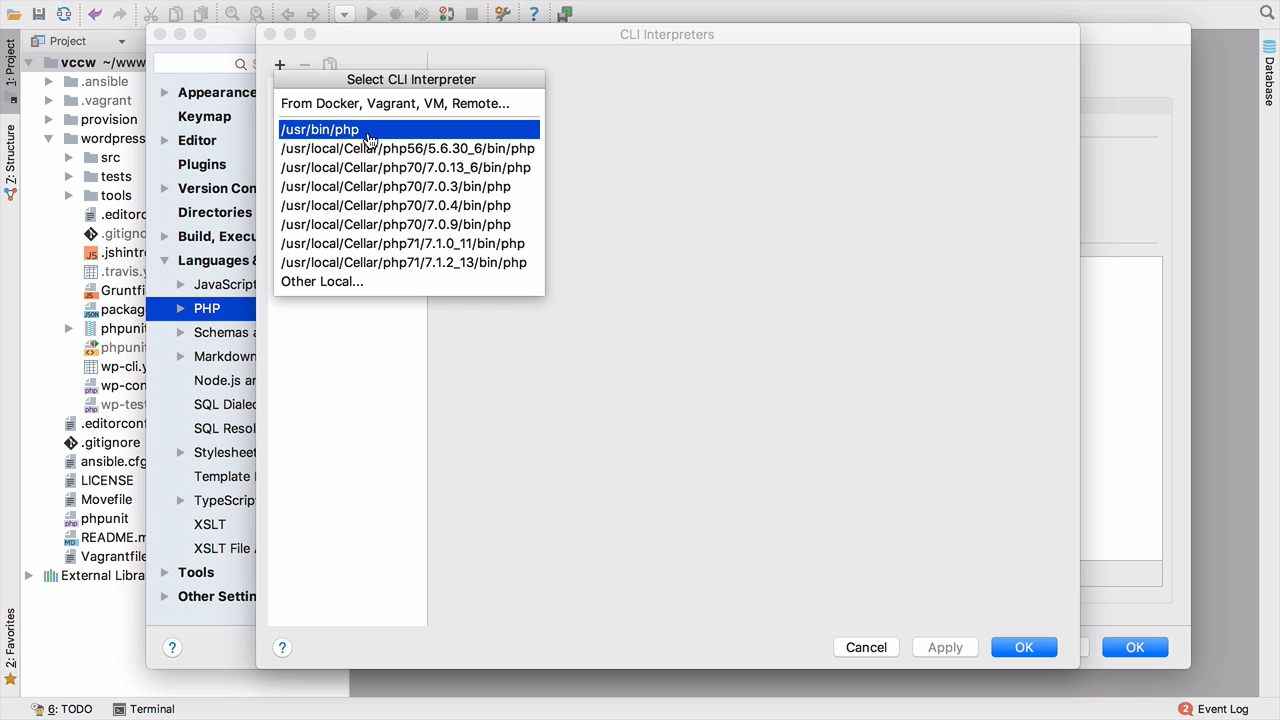 Project
CLI Interpreters
1: Project
Z: Structure
2: Favorites
Database
vccw ~/www
.ansible
.vagrant
provision
wordpress
src
tests
tools
.editorc
.gitigno
.jshintr
.travis.y
Gruntfi
packag
phpunit
phpunit
wp-cli.y
wp-con
wp-test
.editorconf
.gitignore
ansible.cfg
LICENSE
Movefile
phpunit
README.m
Vagrantfile
External Libra
Appearance
Keymap
Editor
Plugins
Version Con
Directories
Build, Execu
Languages &
JavaScript
PHP
Schemas a
Markdown
Node.js an
SQL Dialec
SQL Resol
Stylesheet
Template
TypeScrip
XSLT
XSLT File
Tools
Other Settin
Select CLI Interpreter
From Docker, Vagrant, VM, Remote...
/usr/bin/php
/usr/local/Cellar/php56/5.6.30_6/bin/php
/usr/local/Cellar/php70/7.0.13_6/bin/php
/usr/local/Cellar/php70/7.0.3/bin/php
/usr/local/Cellar/php70/7.0.4/bin/php
/usr/local/Cellar/php70/7.0.9/bin/php
/usr/local/Cellar/php71/7.1.0_11/bin/php
/usr/local/Cellar/php71/7.1.2_13/bin/php
Other Local...
?
?
Cancel
Apply
OK
OK
6: TODO
Terminal
2 Event Log